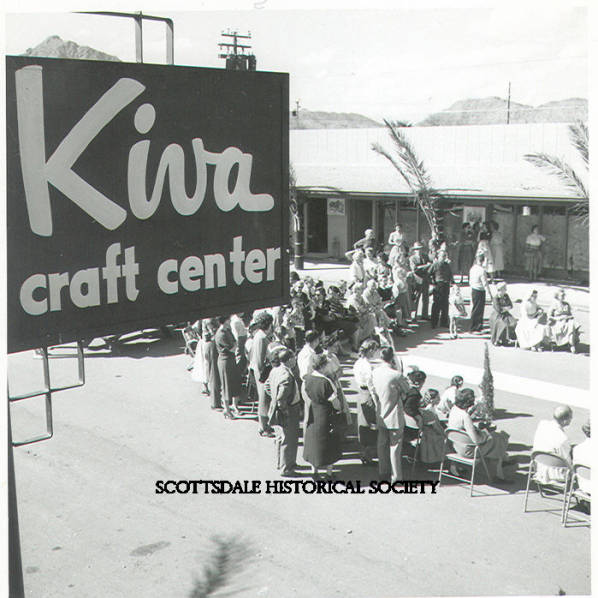 Kiva
craft center
SCOTTSDALE HISTORICAL SOCIETY